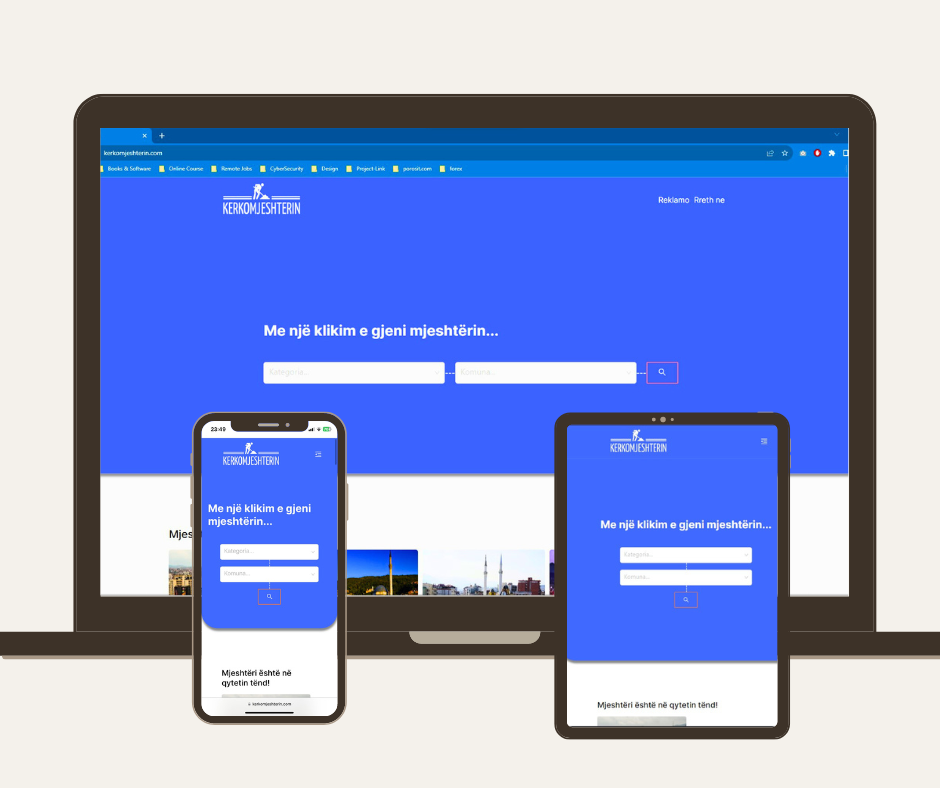 kerkomjeshterin.com
Books & Software Online Course Remote Jobs CyberSecurity Design Project-Link porosit.com forex
KERKOMJESHTERIN
Reklamo Rreth ne
Me një klikim e gjeni mjeshtërin...
Kategoria... Komuna...
Mjes
23:49
KERKOMJESHTERIN
Me një klikim e gjeni
mjeshtërin...
Kategoria...
Komuna...
Mjeshtëri është në
qytetin tënd!
kerkomjeshterin.com
KERKOMJESHTERIN
Me një klikim e gjeni mjeshtërin...
Kategoria...
Komuna...
Mjeshtëri është në qytetin tënd!